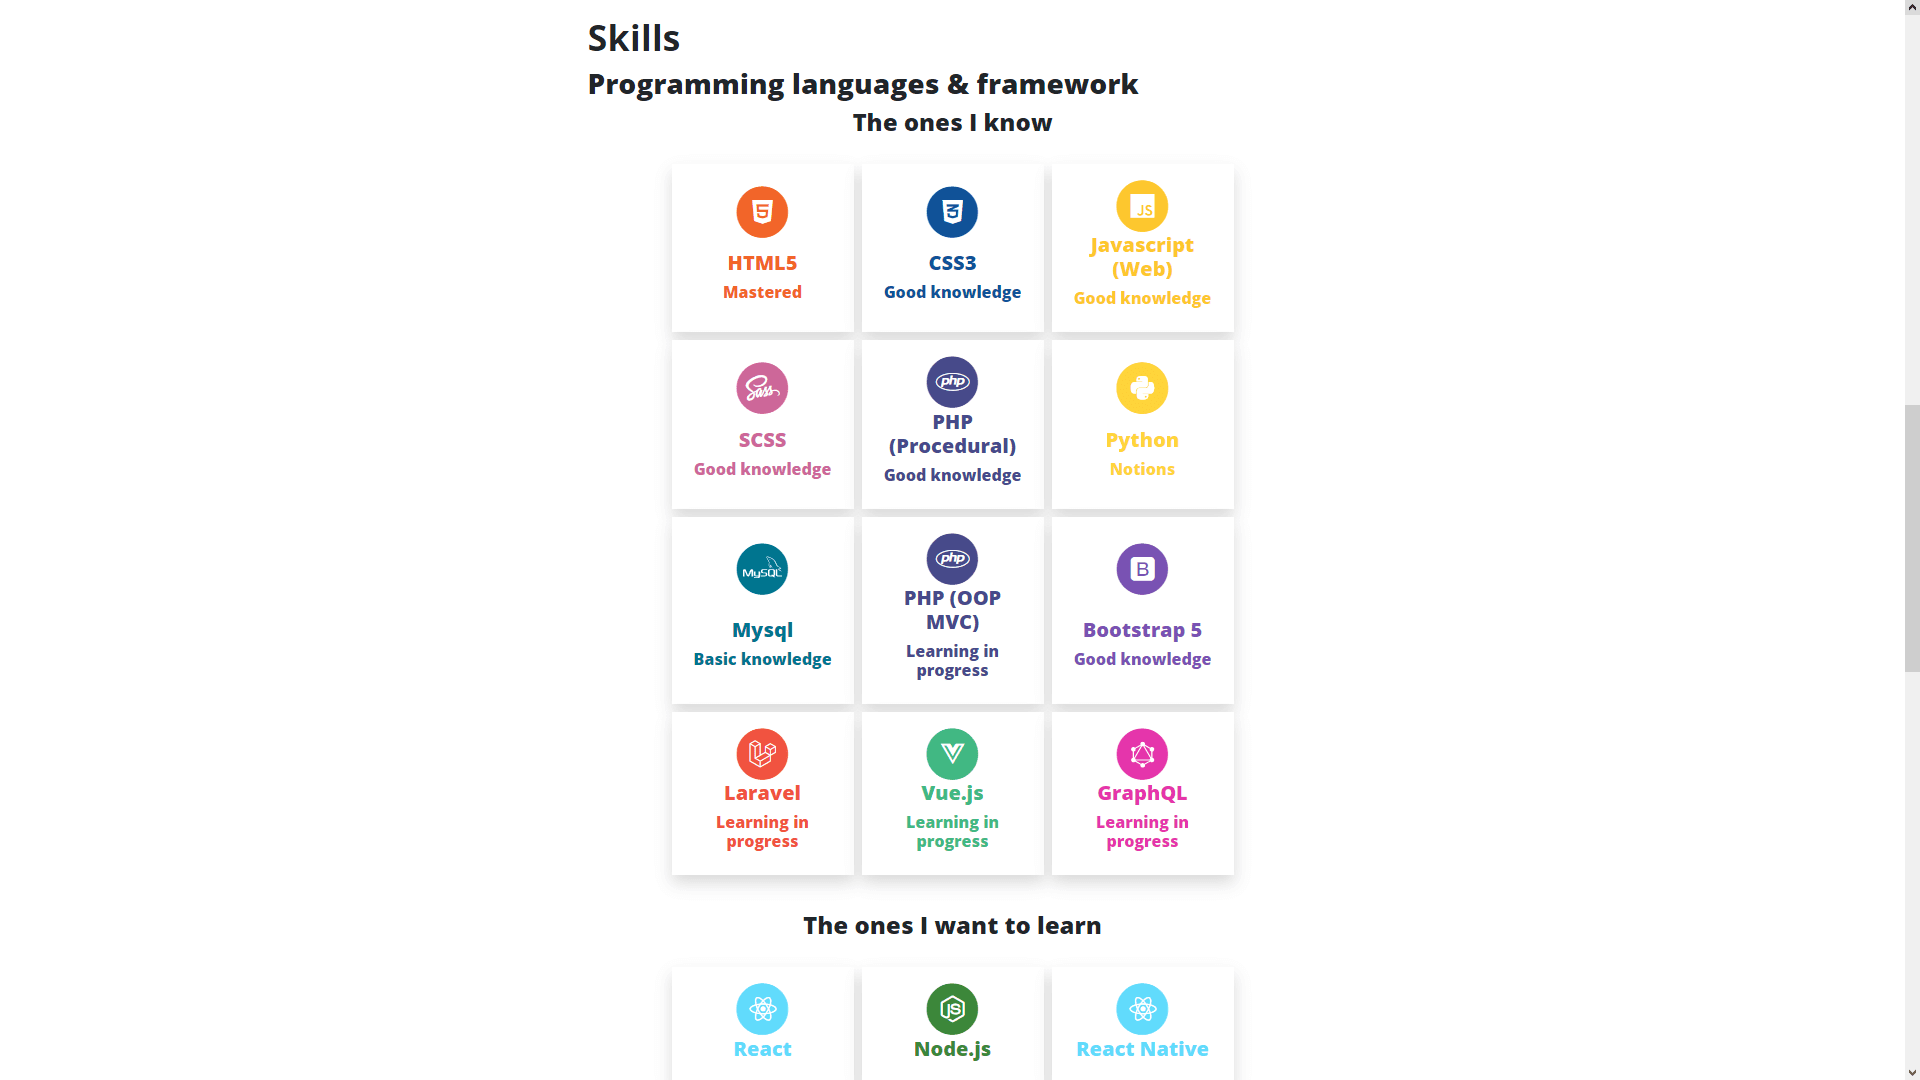 Skills
Programming languages & framework
The ones I know
5
HTML5
Mastered
3
CSS3
Good knowledge
JS
Javascript
(Web)
Good knowledge
Sass
SCSS
Good knowledge
php
PHP
(Procedural)
Good knowledge
Python
Notions
MySQL
Mysql
Basic knowledge
php
PHP (OOP
MVC)
Learning in
progress
B
Bootstrap 5
Good knowledge
Laravel
Learning in
progress
Vue.js
Learning in
progress
GraphQL
Learning in
progress
The ones I want to learn
React
JS
Node.js
React Native